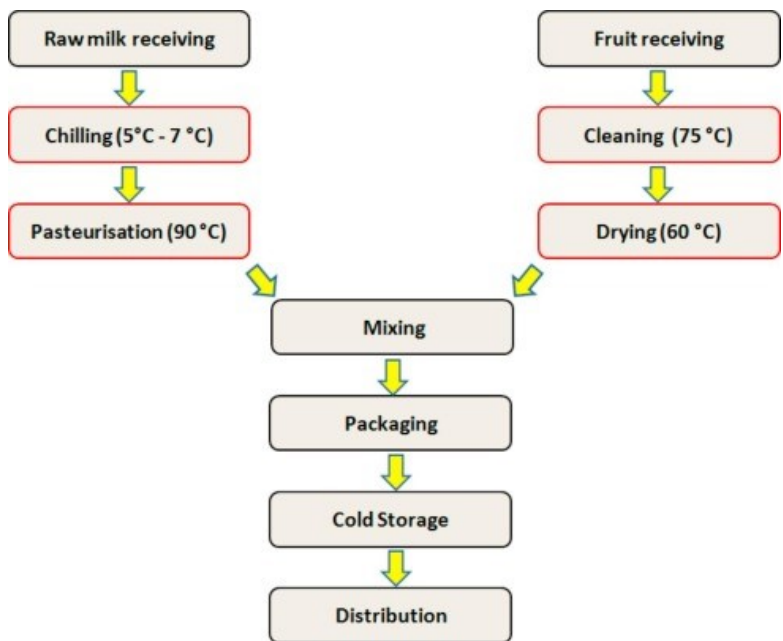 Raw milk receiving
Fruit receiving
Chilling (5°C - 7 °C)
Cleaning (75 °C)
Pasteurisation (90 °C)
Drying (60 °C)
Mixing
Packaging
Cold Storage
Distribution